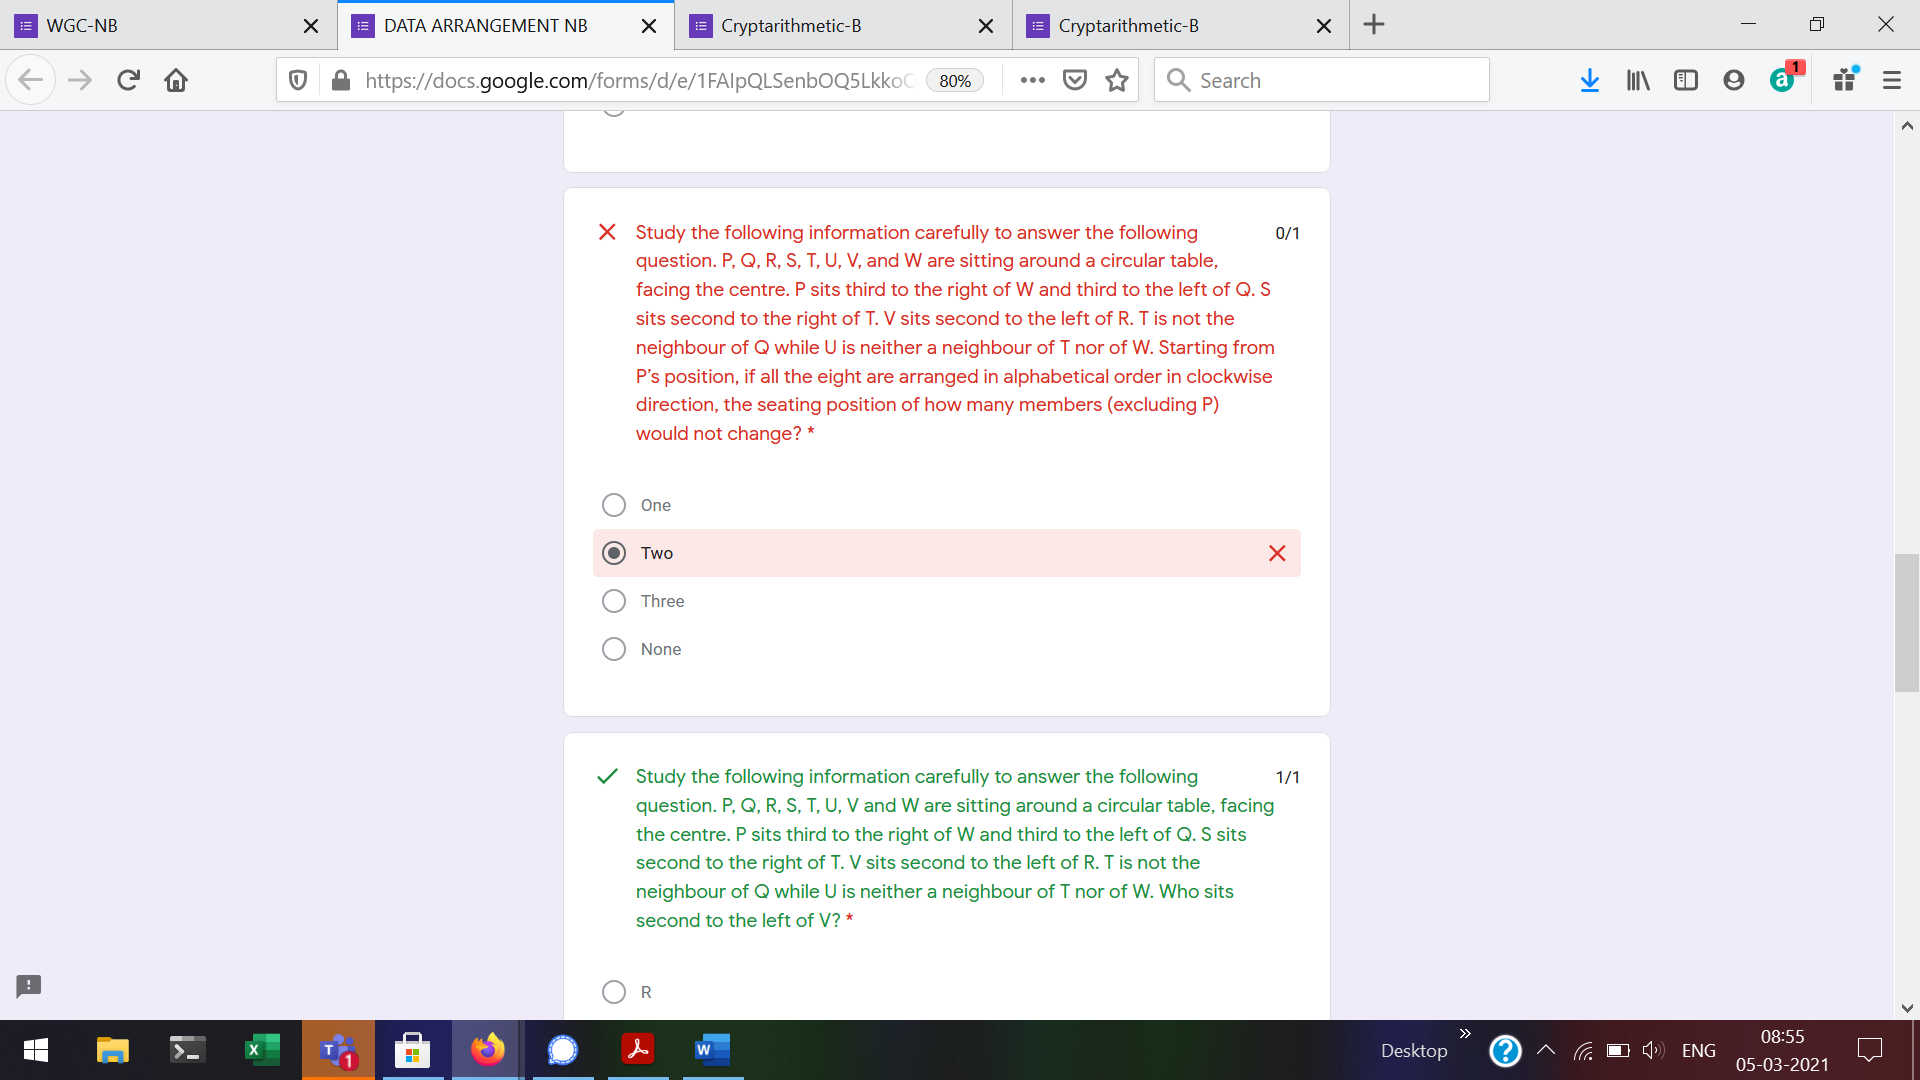 WGC-NB
DATA ARRANGEMENT NB
Cryptarithmetic-B
Cryptarithmetic-B
https://docs.google.com/forms/d/e/1FAIpQLSenbOQ5Lkko
80%
Search
1
Study the following information carefully to answer the following
0/1
question. P, Q, R, S, T, U, V, and W are sitting around a circular table,
facing the centre. P sits third to the right of W and third to the left of Q. S
sits second to the right of T. V sits second to the left of R. T is not the
neighbour of Q while U is neither a neighbour of T nor of W. Starting from
P’s position, if all the eight are arranged in alphabetical order in clockwise
direction, the seating position of how many members (excluding P)
would not change? *
One
Two
Three
None
Study the following information carefully to answer the following
1/1
question. P, Q, R, S, T, U, V and W are sitting around a circular table, facing
the centre. P sits third to the right of W and third to the left of Q. S sits
second to the right of T. V sits second to the left of R. T is not the
neighbour of Q while U is neither a neighbour of T nor of W. Who sits
second to the left of V? *
R
Desktop
ENG
08:55
05-03-2021